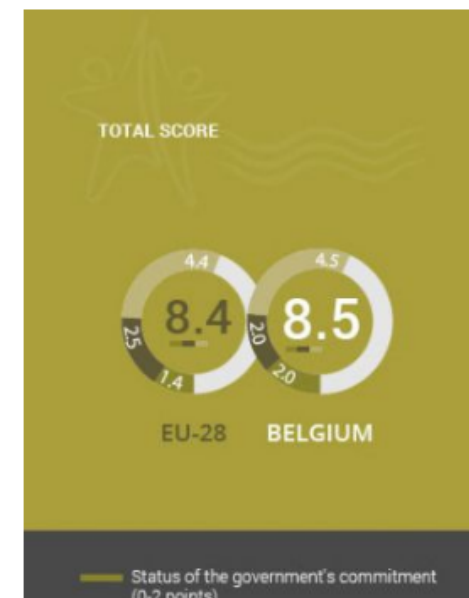 TOTAL SCORE
4.4
2.5
1.4
8.4
4.5
2.0
2.0
8.5
EU-28
BELGIUM
Status of the government's commitment
(0-2 points)